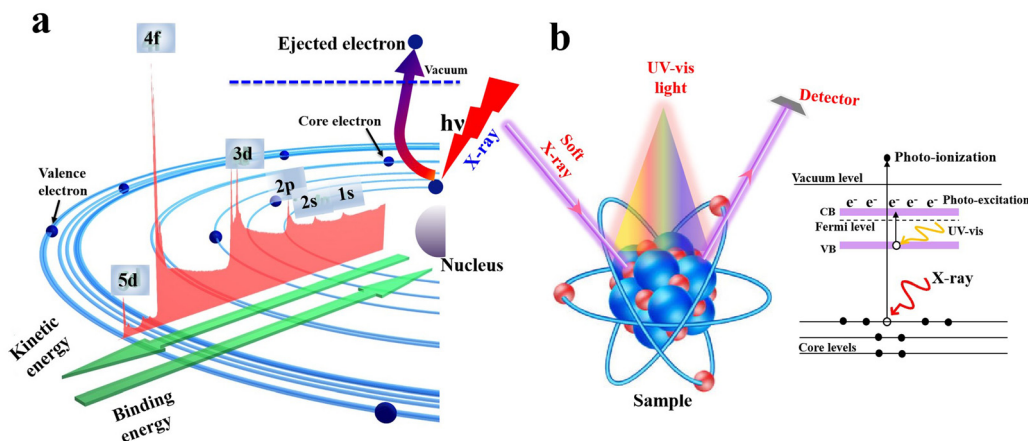 a
4f
Ejected electron
Vacuum
hν
X-ray
Core electron
3d
Valence
electron
2p
2s
1s
Nucleus
5d
Kinetic
energy
Binding
energy
b
UV-vis
light
Detector
Soft
X-ray
Sample
Photo-ionization
Vacuum level
e- e- e- e- e-
Photo-excitation
CB
Fermi level
UV-vis
VB
X-ray
Core levels